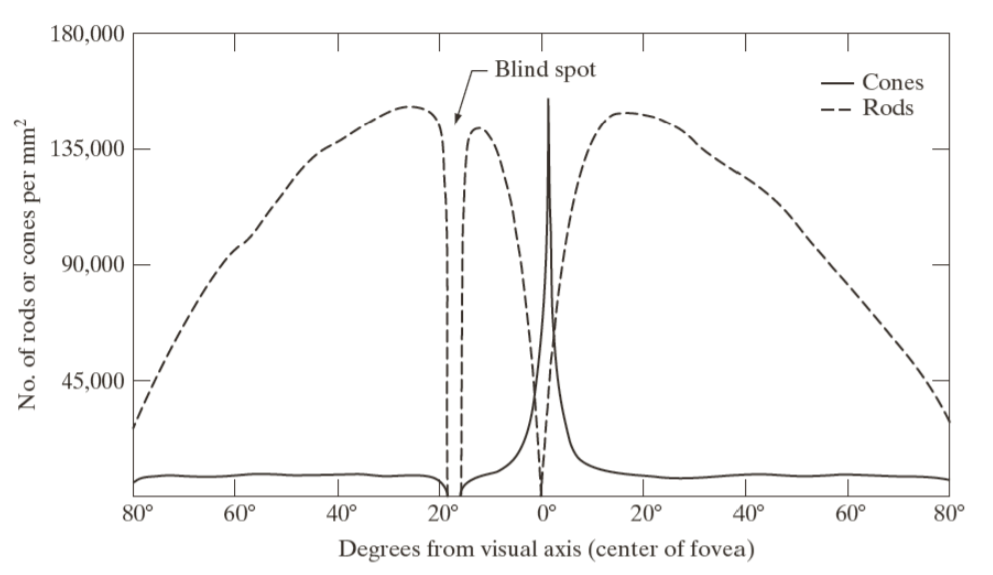 180,000
135,000
90,000
45,000
No. of rods or cones per mm²
Blind spot
Cones
Rods
80° 60° 40° 20° 0° 20° 40° 60° 80°
Degrees from visual axis (center of fovea)